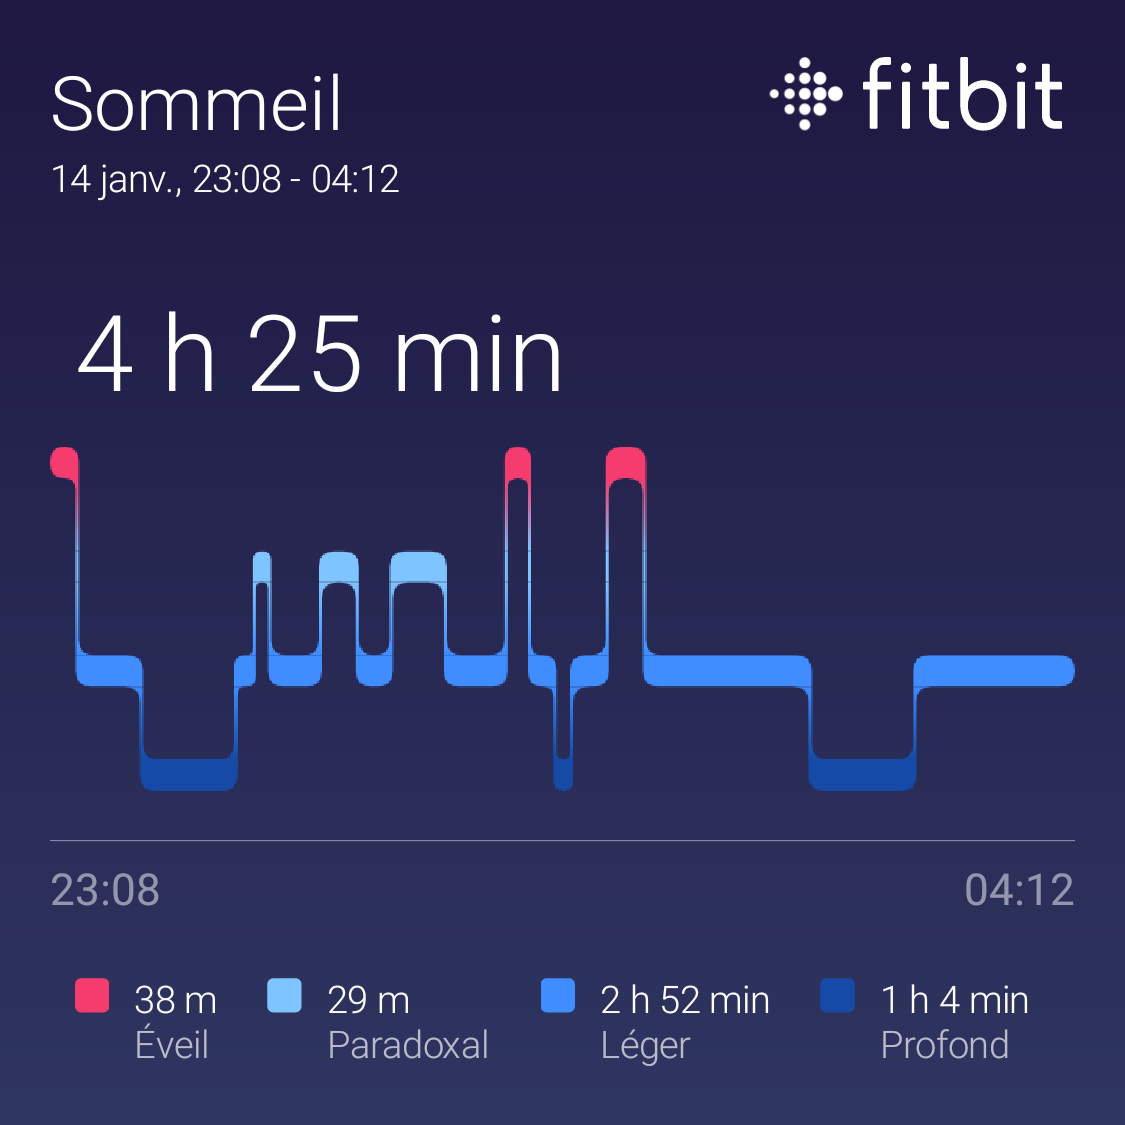 Sommeil
fitbit
14 janv., 23:08 - 04:12
4 h 25 min
23:08
04:12
38 m
29 m
2 h 52 min
1 h 4 min
Éveil
Paradoxal
Léger
Profond